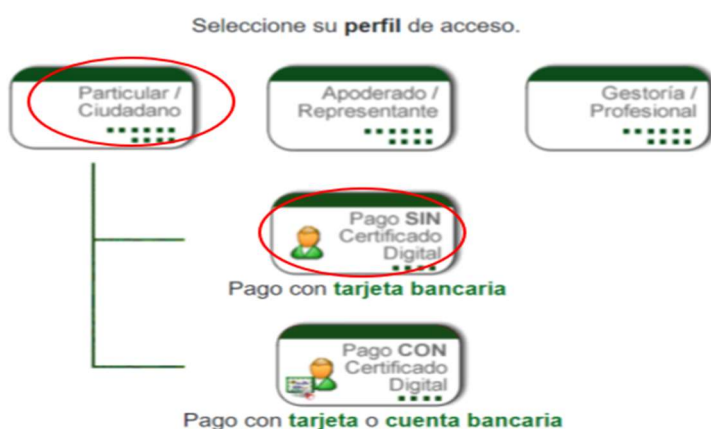 Seleccione su perfil de acceso.
Particular /
Ciudadano
Apoderado /
Representante
Gestoría /
Profesional
Pago SIN
Certificado
Digital
Pago con tarjeta bancaria
Pago CON
Certificado
Digital
Pago con tarjeta o cuenta bancaria